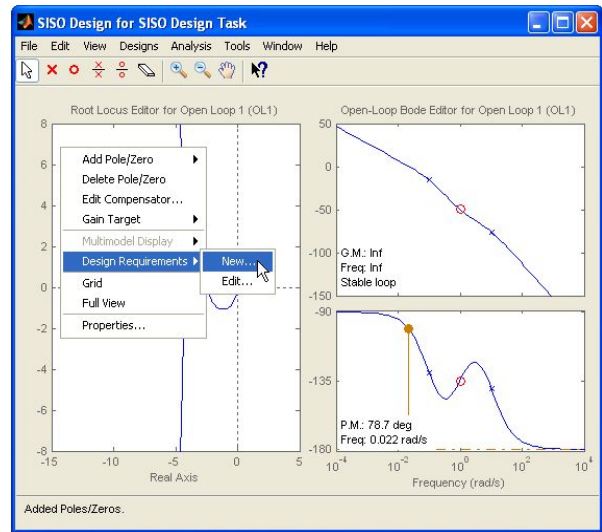 SISO Design for SISO Design Task
File Edit View Designs Analysis Tools Window Help
Root Locus Editor for Open Loop 1 (OL1)
8
6
4
2
0
-2
-4
-6
-8
-15 -10 -5 0 5
Real Axis
Add Pole/Zero
Delete Pole/Zero
Edit Compensator...
Gain Target
Multimodel Display
Design Requirements
Grid
Full View
Properties...
New...
Edit...
Open-Loop Bode Editor for Open Loop 1 (OL1)
50
0
-50
-100
-150
G.M.: Inf
Freq: Inf
Stable loop
-90
-135
-180
P.M.: 78.7 deg
Freq: 0.022 rad/s
10^-4 10^-2 10^0 10^2 10^4
Frequency (rad/s)
Added Poles/Zeros.